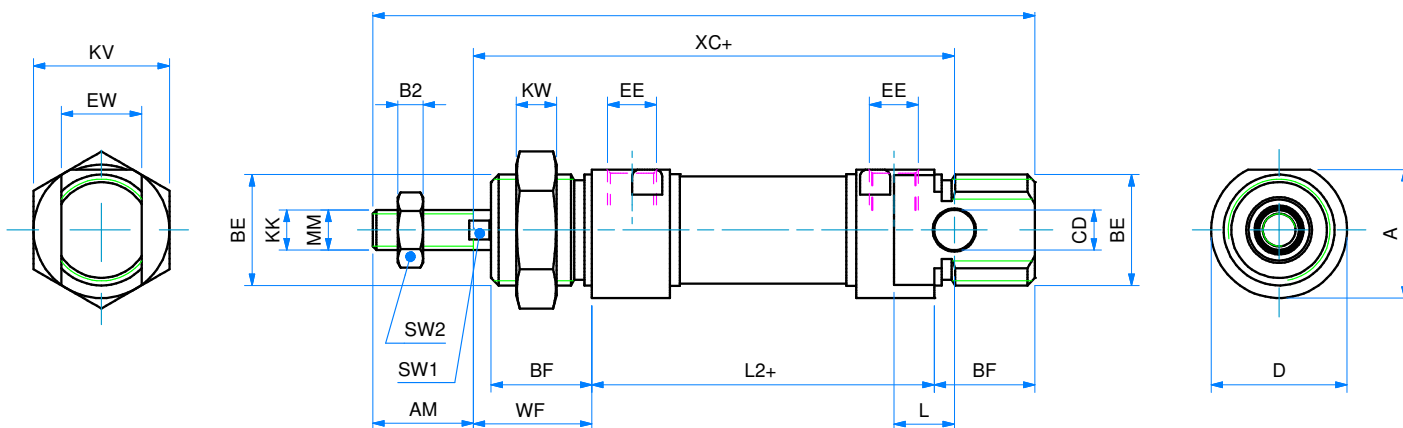 XC+
KV
B2
KW
EE
EE
EW
BE
KK
MM
CD
BE
A
SW2
SW1
BF
L2+
BF
D
AM
WF
L